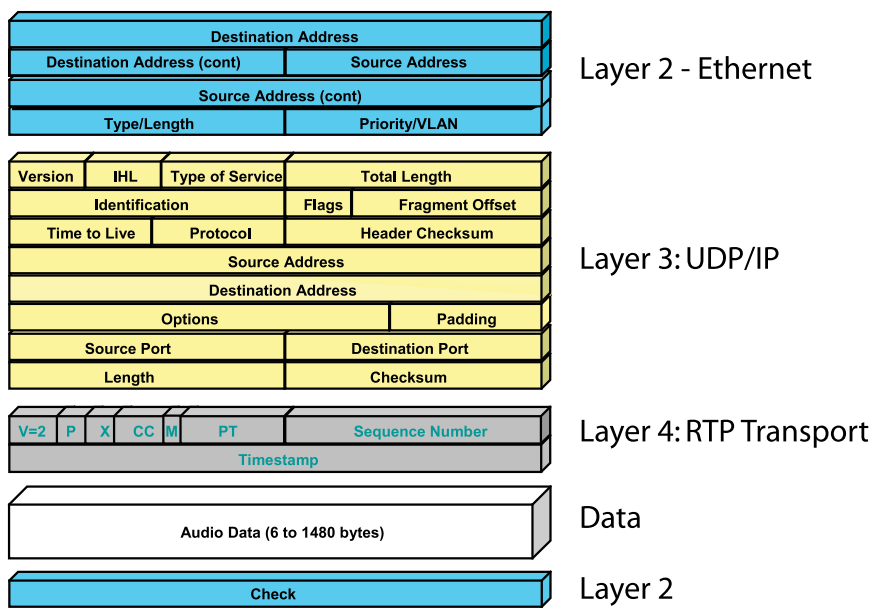 Destination Address
Destination Address (cont) Source Address
Layer 2 - Ethernet
Source Address (cont)
Type/Length Priority/VLAN
Version IHL Type of Service Total Length
Identification Flags Fragment Offset
Time to Live Protocol Header Checksum
Source Address
Layer 3: UDP/IP
Destination Address
Options Padding
Source Port Destination Port
Length Checksum
V=2 P X CC M PT Sequence Number
Layer 4: RTP Transport
Timestamp
Audio Data (6 to 1480 bytes)
Data
Check
Layer 2